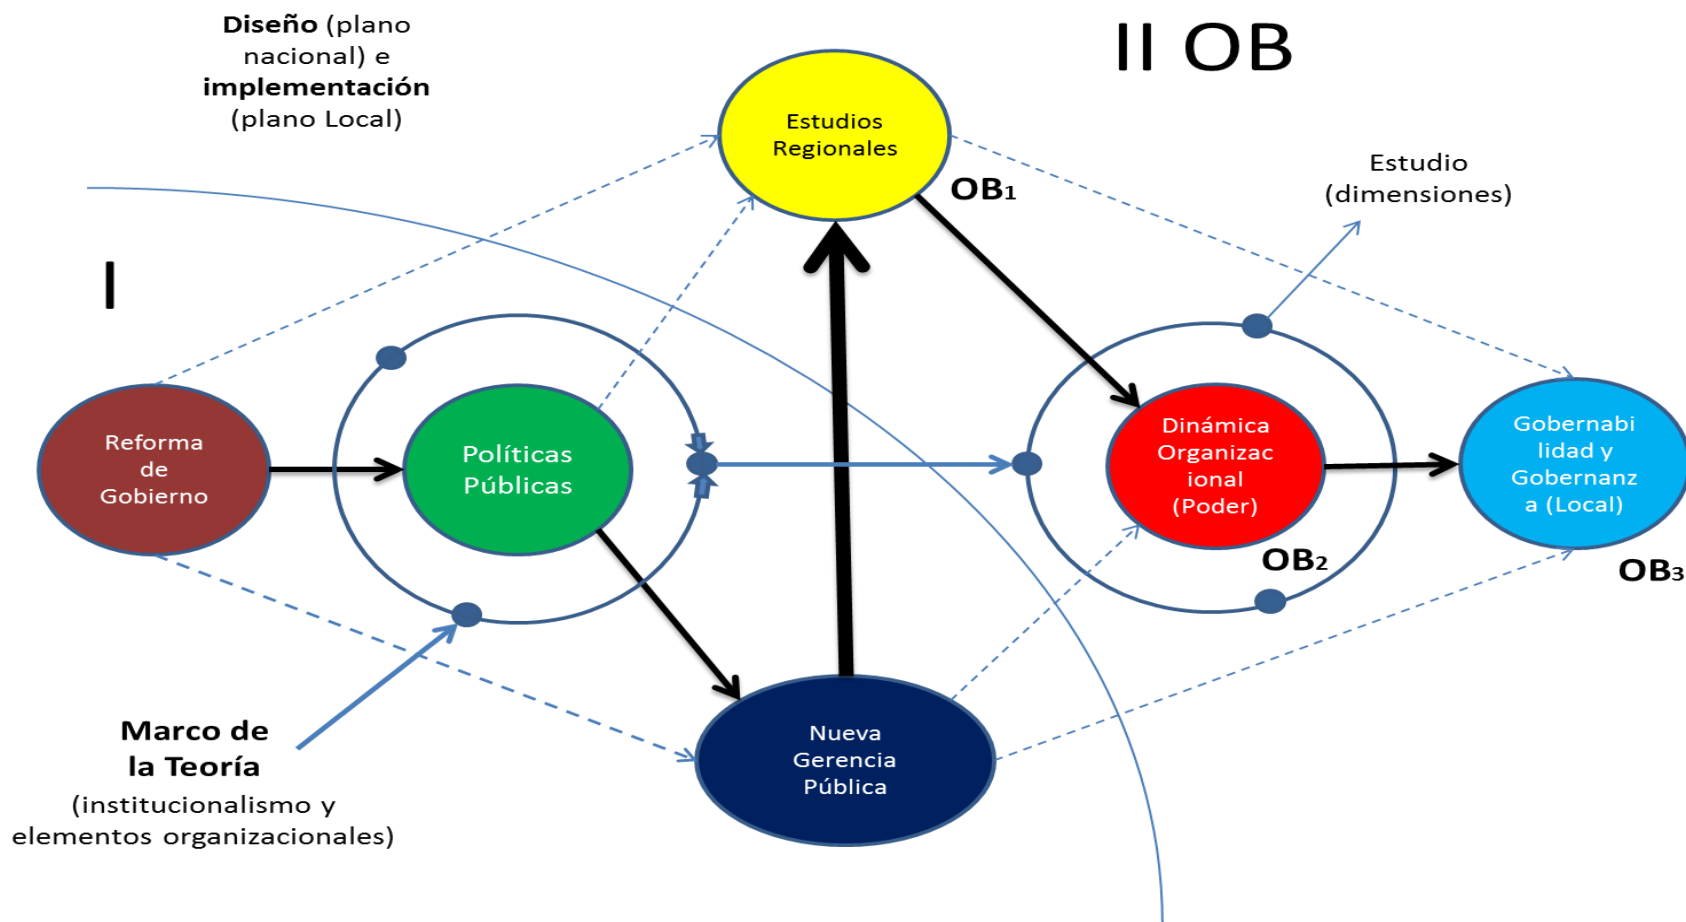 Diseño (plano
nacional) e
implementación
(plano Local)
II OB
Estudios
Regionales
OB₁
Estudio
(dimensiones)
I
Reforma
de
Gobierno
Políticas
Públicas
Dinámica
Organizac
ional
(Poder)
OB₂
Gobernabi
lidad y
Gobernanz
a (Local)
OB₃
Marco de
la Teoría
(institucionalismo y
elementos organizacionales)
Nueva
Gerencia
Pública